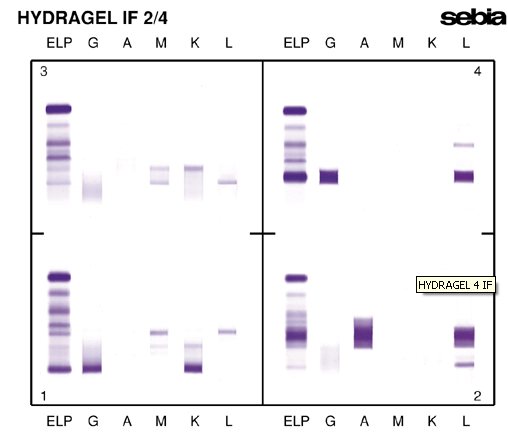 HYDRAGEL IF 2/4
sebia
ELP G A M K L ELP G A M K L
3 4
HYDRAGEL 4 IF
1 2
ELP G A M K L ELP G A M K L